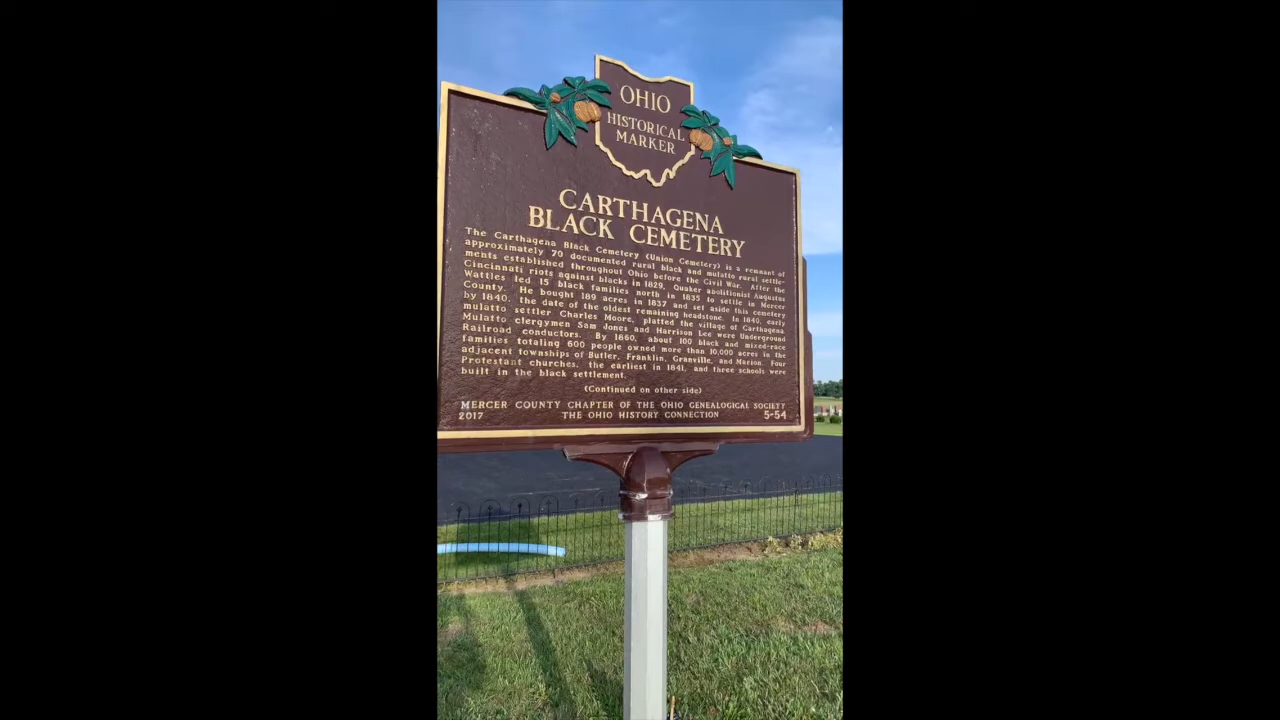 OHIO
HISTORICAL
MARKER
CARTHAGENA
BLACK CEMETERY
The Carthagena Black Cemetery (Union Cemetery) is a remnant of
approximately 70 documented rural black and mulatto rural settle-
ments established throughout Ohio before the Civil War. After the
Cincinnati riots against blacks in 1829, Quaker abolitionist Augustus
Wattles led 15 black families north in 1835 to settle in Mercer
County. He bought 189 acres in 1837 and set aside this cemetery
by 1840, the date of the oldest remaining headstone. In 1840, early
mulatto settler Charles Moore, platted the village of Carthagena.
Mulatto clergymen Sam Jones and Harrison Lee were Underground
Railroad conductors. By 1860, about 100 black and mixed-race
families totaling 600 people owned more than 10,000 acres in the
adjacent townships of Butler, Franklin, Granville, and Marion. Four
Protestant churches, the earliest in 1841, and three schools were
built in the black settlement.
(Continued on other side)
MERCER COUNTY CHAPTER OF THE OHIO GENEALOGICAL SOCIETY
2017 THE OHIO HISTORY CONNECTION 5-54